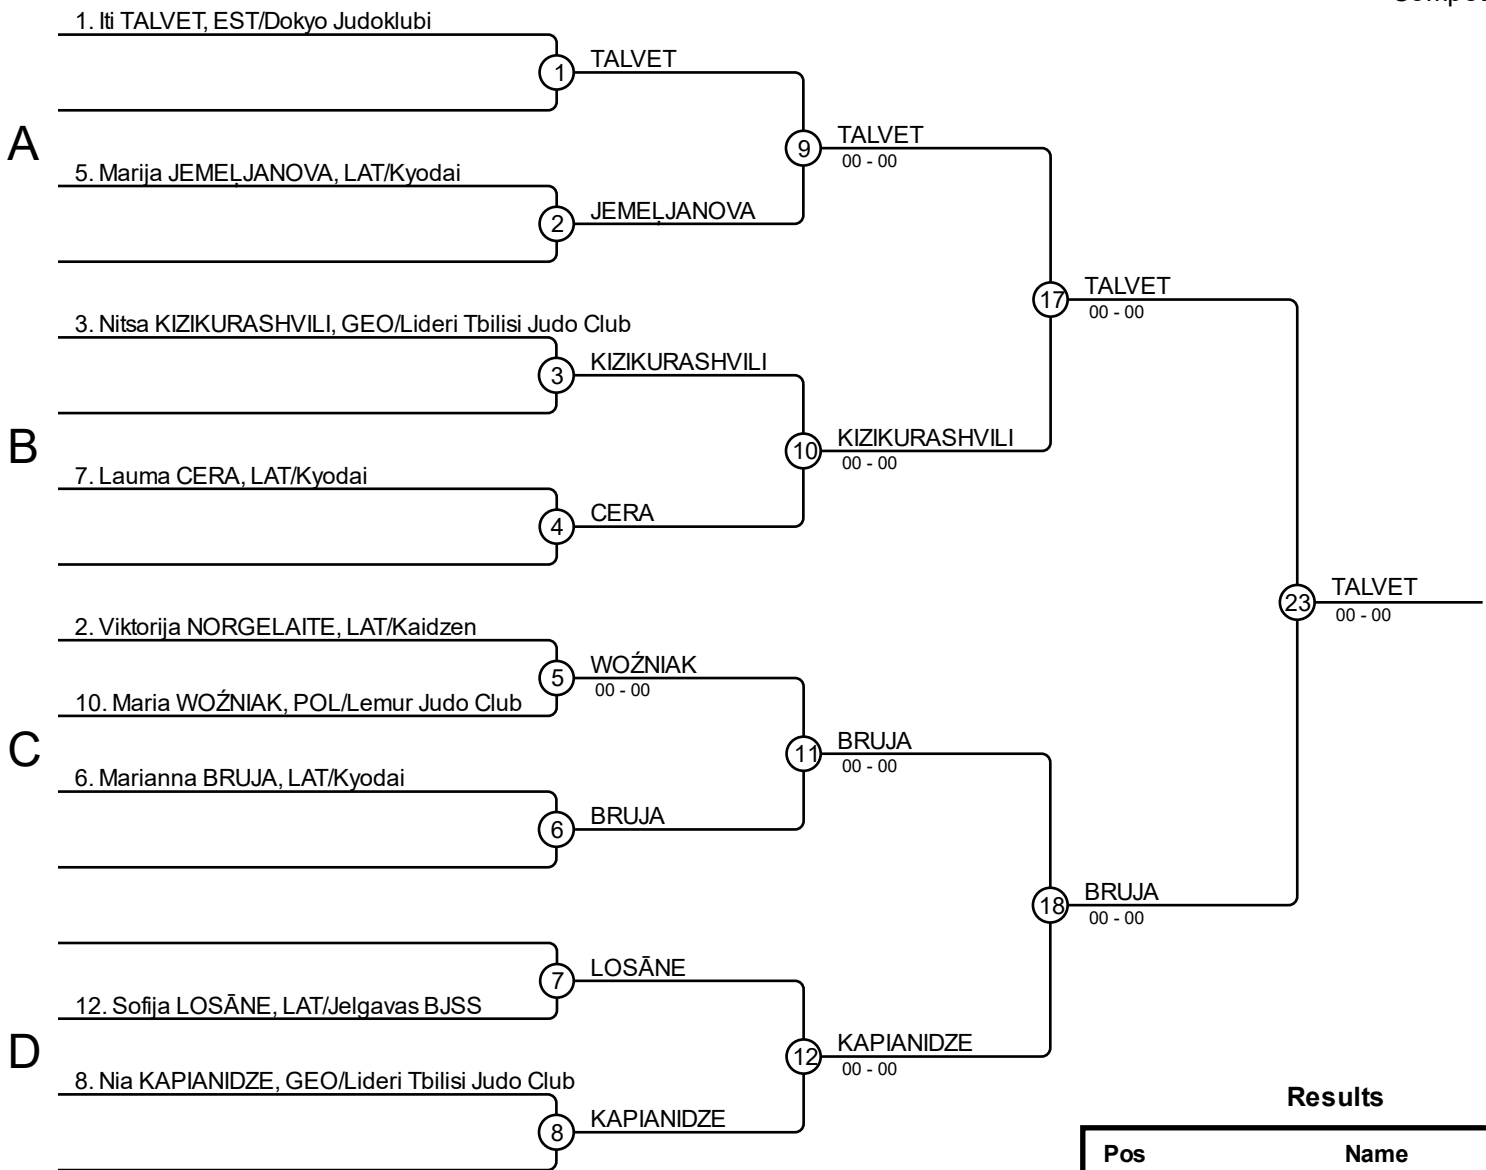 1. Iti TALVET, EST/Dokyo Judoklubi
1
TALVET
A
9
TALVET
00 - 00
5. Marija JEMEĻJANOVA, LAT/Kyodai
2
JEMEĻJANOVA
17
TALVET
00 - 00
3. Nitsa KIZIKURASHVILI, GEO/Lideri Tbilisi Judo Club
3
KIZIKURASHVILI
B
10
KIZIKURASHVILI
00 - 00
7. Lauma CERA, LAT/Kyodai
4
CERA
23
TALVET
00 - 00
2. Viktorija NORGELAITE, LAT/Kaidzen
5
WOŹNIAK
00 - 00
10. Maria WOŹNIAK, POL/Lemur Judo Club
C
11
BRUJA
00 - 00
6. Marianna BRUJA, LAT/Kyodai
6
BRUJA
18
BRUJA
00 - 00
7
LOSĀNE
12. Sofija LOSĀNE, LAT/Jelgavas BJSS
D
12
KAPIANIDZE
00 - 00
8. Nia KAPIANIDZE, GEO/Lideri Tbilisi Judo Club
8
KAPIANIDZE
Results
Pos Name